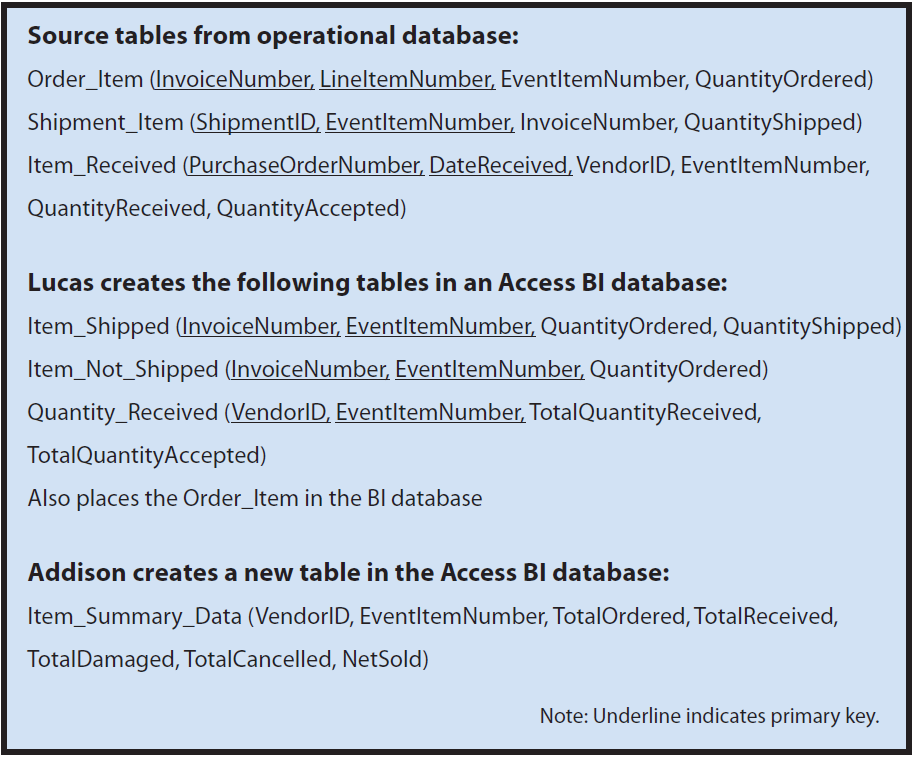 Source tables from operational database:
Order_Item (InvoiceNumber, LineItemNumber, EventItemNumber, QuantityOrdered)
Shipment_Item (ShipmentID, EventItemNumber, InvoiceNumber, QuantityShipped)
Item_Received (PurchaseOrderNumber, DateReceived, VendorID, EventItemNumber,
QuantityReceived, QuantityAccepted)
Lucas creates the following tables in an Access BI database:
Item_Shipped (InvoiceNumber, EventItemNumber, QuantityOrdered, QuantityShipped)
Item_Not_Shipped (InvoiceNumber, EventItemNumber, QuantityOrdered)
Quantity_Received (VendorID, EventItemNumber, TotalQuantityReceived,
TotalQuantityAccepted)
Also places the Order_Item in the BI database
Addison creates a new table in the Access BI database:
Item_Summary_Data (VendorID, EventItemNumber, TotalOrdered, TotalReceived,
TotalDamaged, TotalCancelled, NetSold)
Note: Underline indicates primary key.